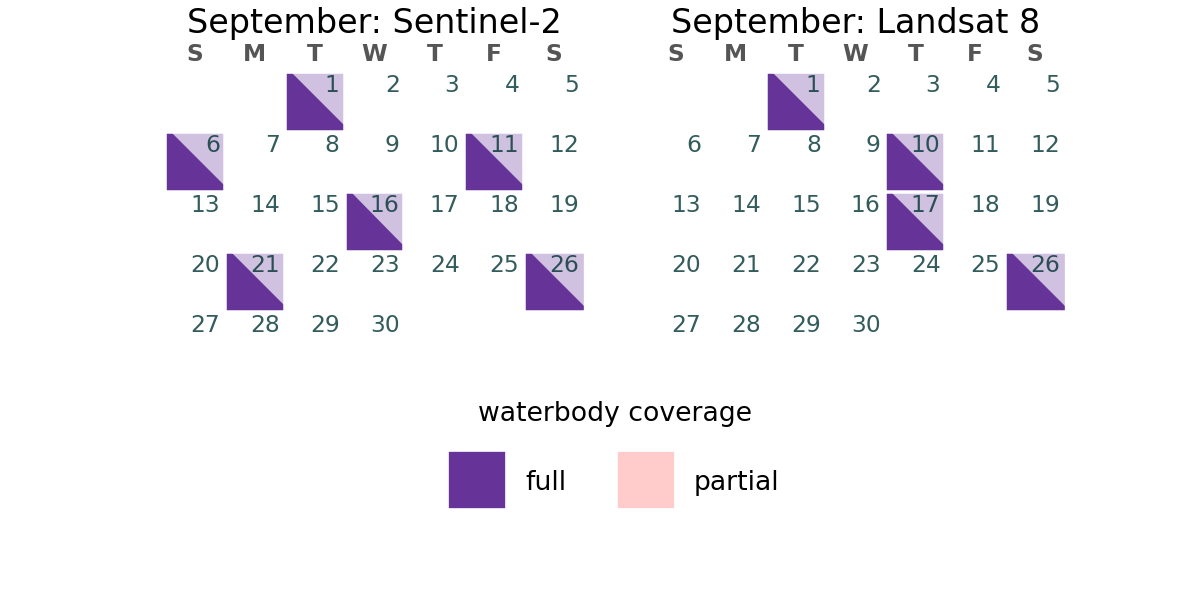 September: Sentinel-2
S M T W T F S
1 2 3 4 5
6 7 8 9 10 11 12
13 14 15 16 17 18 19
20 21 22 23 24 25 26
27 28 29 30
September: Landsat 8
S M T W T F S
1 2 3 4 5
6 7 8 9 10 11 12
13 14 15 16 17 18 19
20 21 22 23 24 25 26
27 28 29 30
waterbody coverage
full
partial